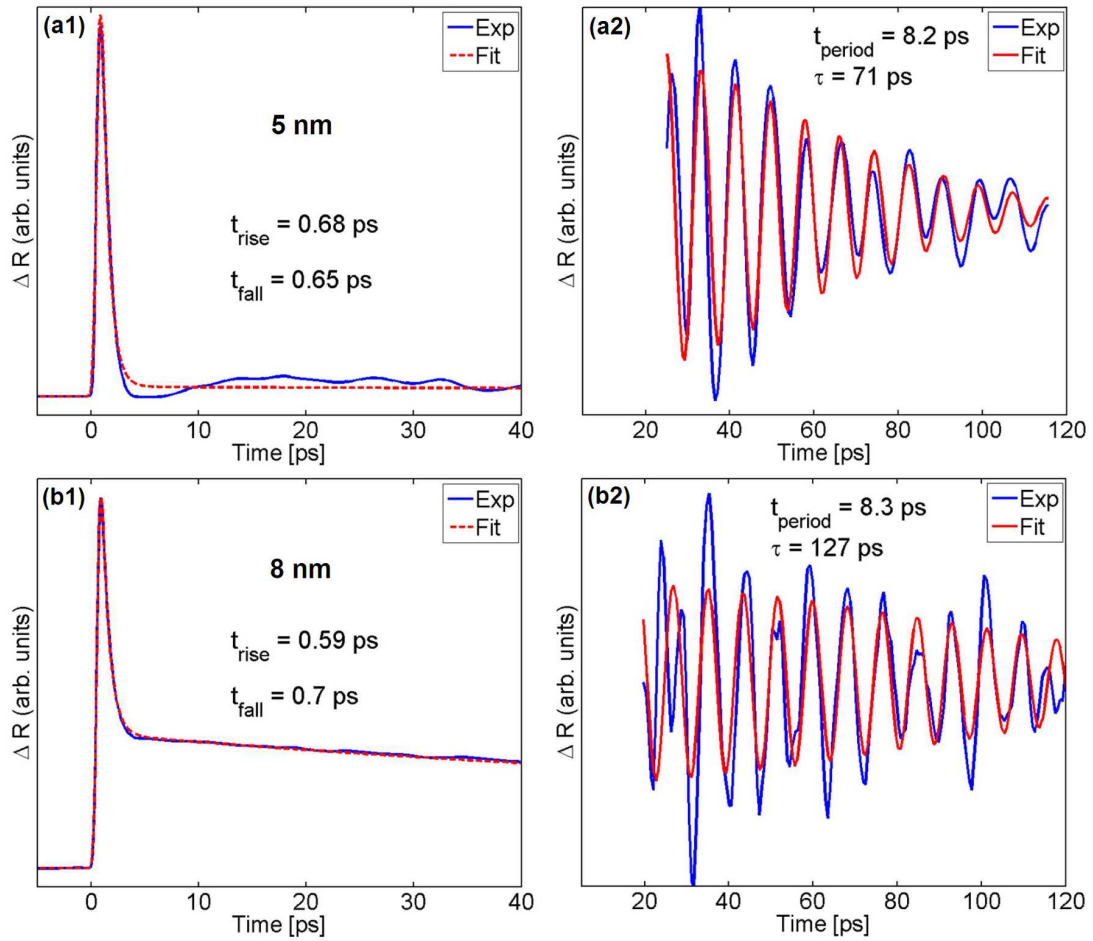 (a1)
Exp
Fit
5 nm
t_rise = 0.68 ps
t_fall = 0.65 ps
Δ R (arb. units)
0 10 20 30 40
Time [ps]
(a2)
t_period = 8.2 ps
τ = 71 ps
Exp
Fit
Δ R (arb. units)
20 40 60 80 100 120
Time [ps]
(b1)
Exp
Fit
8 nm
t_rise = 0.59 ps
t_fall = 0.7 ps
Δ R (arb. units)
0 10 20 30 40
Time [ps]
(b2)
t_period = 8.3 ps
τ = 127 ps
Exp
Fit
Δ R (arb. units)
20 40 60 80 100 120
Time [ps]